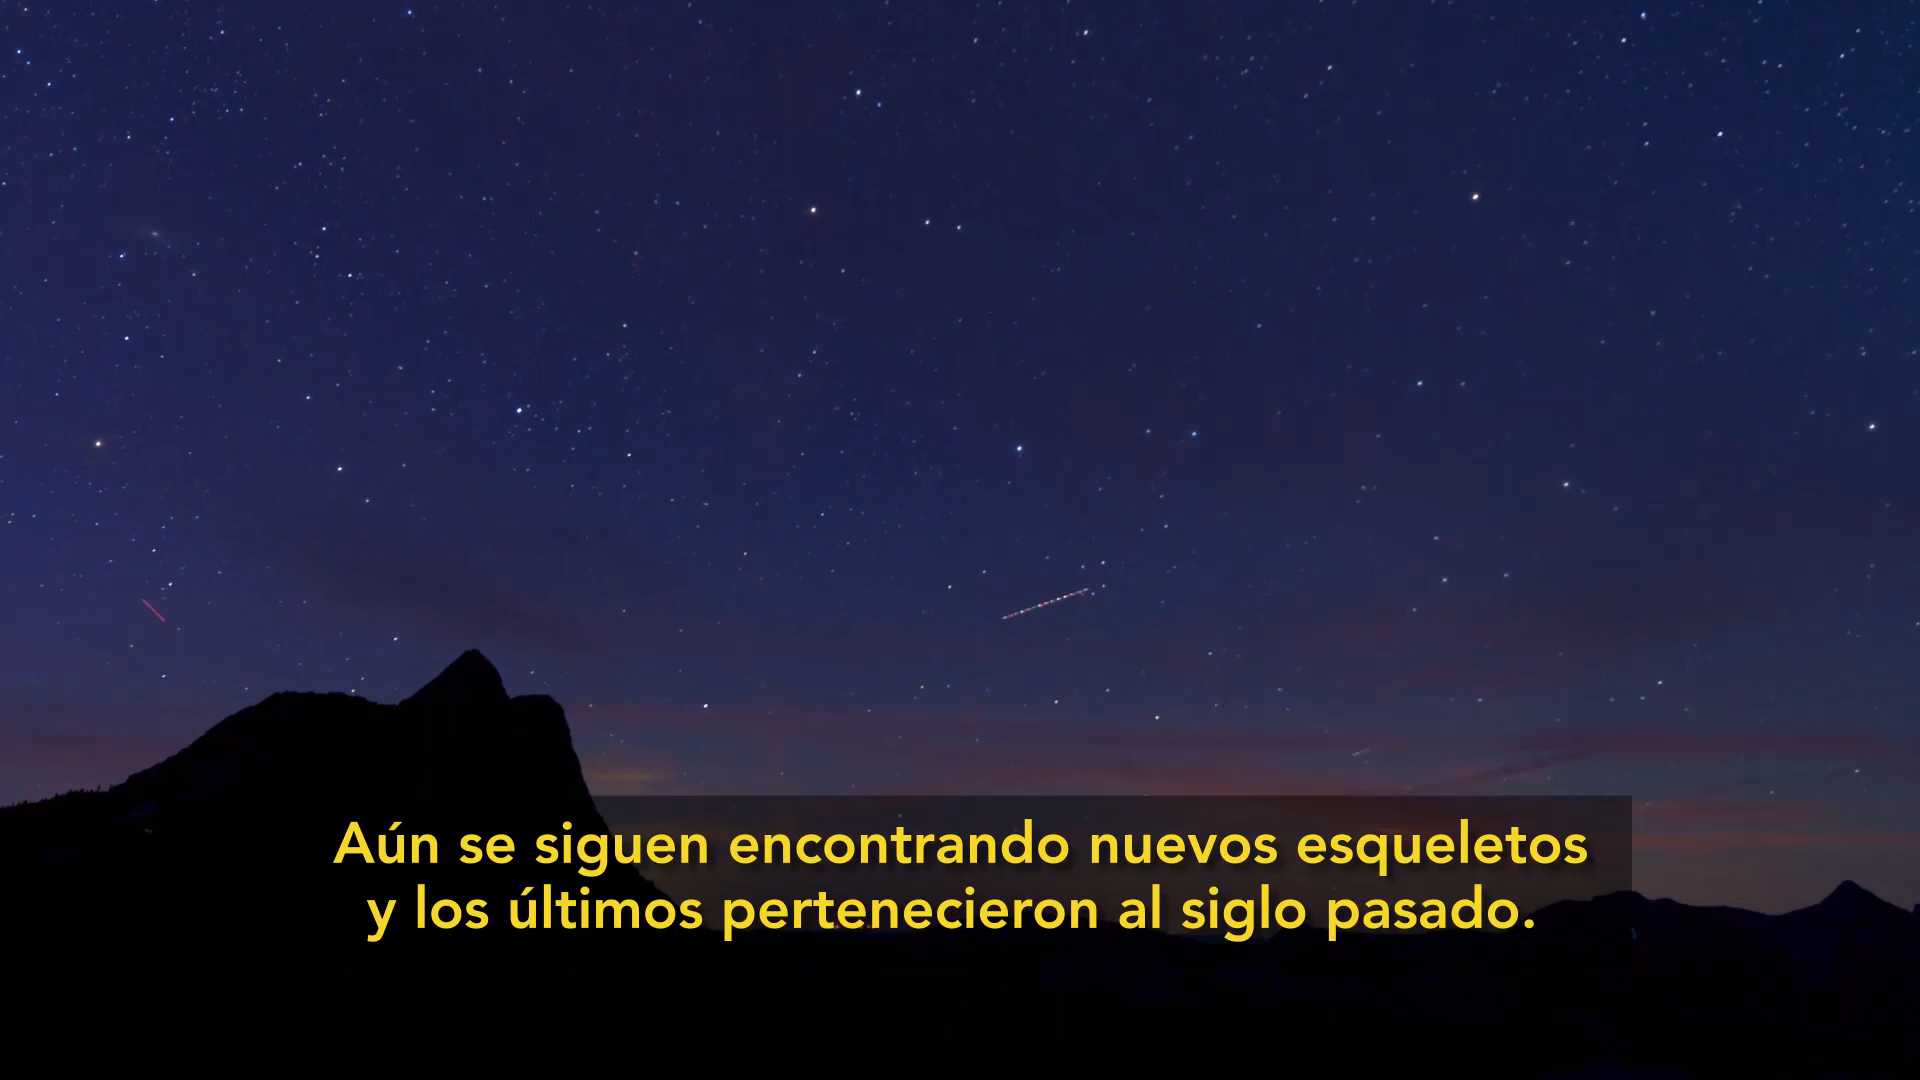 Aún se siguen encontrando nuevos esqueletos
y los últimos pertenecieron al siglo pasado.